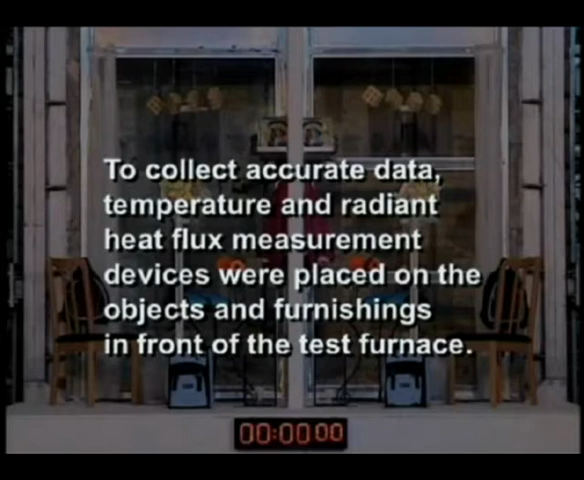 To collect accurate data,
temperature and radiant
heat flux measurement
devices were placed on the
objects and furnishings
in front of the test furnace.
00:00 00